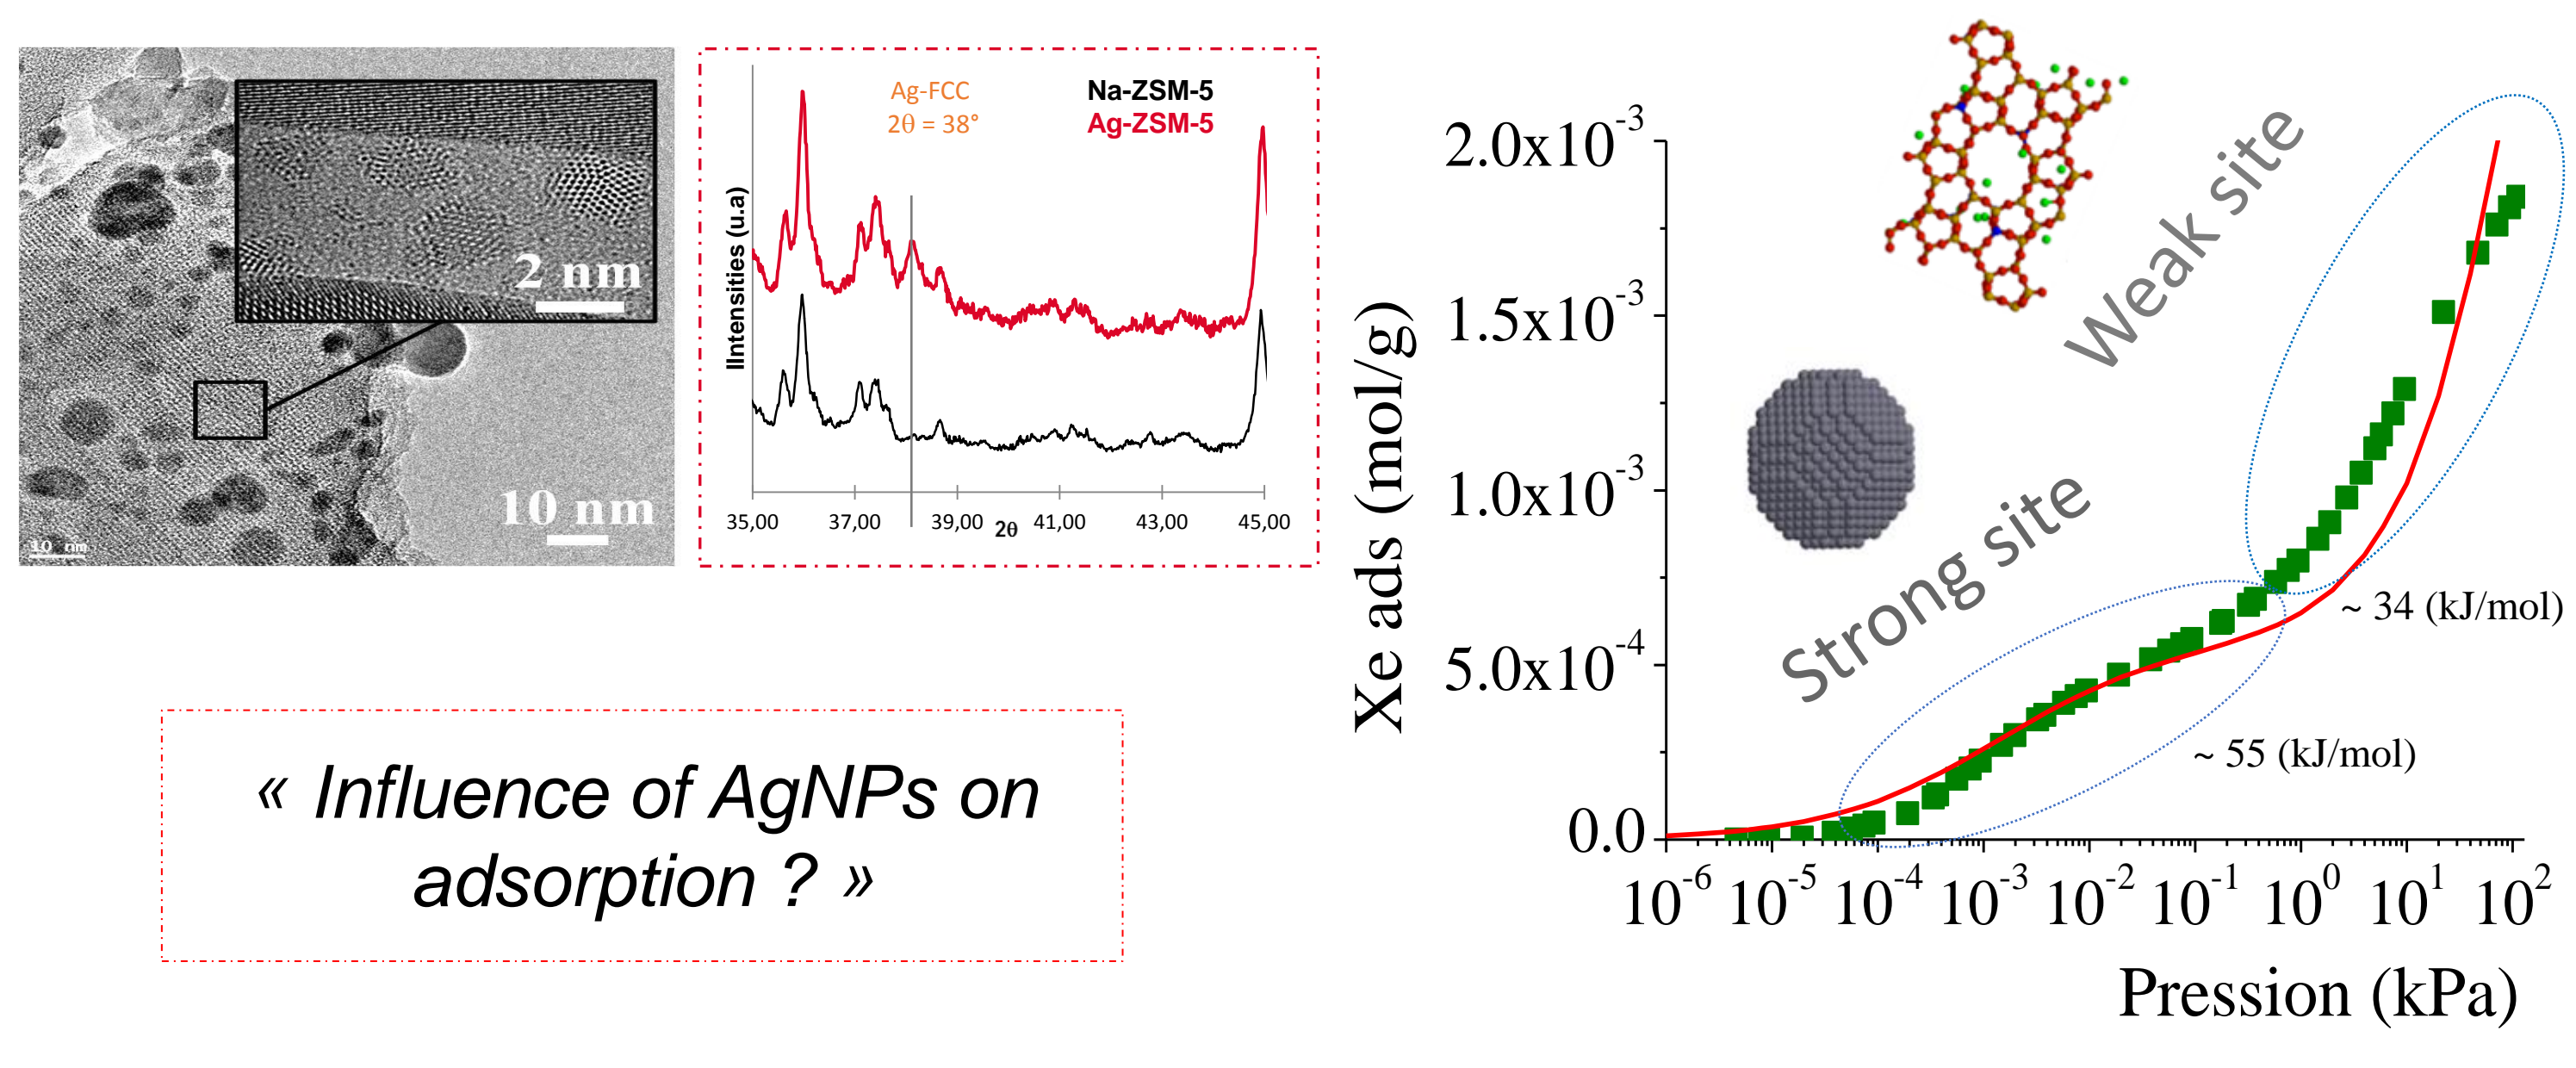 2 nm
10 nm
10 nm
Ag-FCC
2θ = 38°
Na-ZSM-5
Ag-ZSM-5
IIntensities (u.a)
35,00 37,00 39,00 41,00 43,00 45,00
2θ
« Influence of AgNPs on
adsorption ? »
Xe ads (mol/g)
2.0x10⁻³
1.5x10⁻³
1.0x10⁻³
5.0x10⁻⁴
0.0
Weak site
Strong site
~ 34 (kJ/mol)
~ 55 (kJ/mol)
10⁻⁶ 10⁻⁵ 10⁻⁴ 10⁻³ 10⁻² 10⁻¹ 10⁰ 10¹ 10²
Pression (kPa)